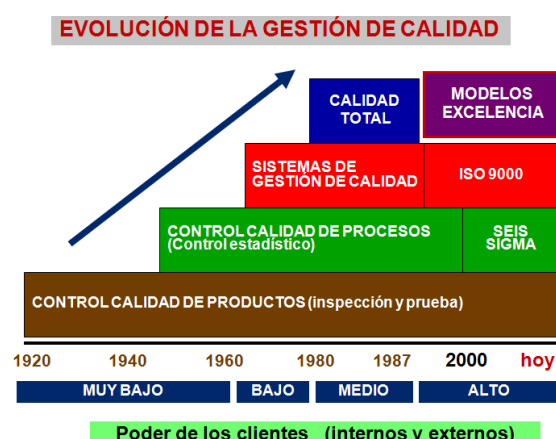 EVOLUCIÓN DE LA GESTIÓN DE CALIDAD
CALIDAD
TOTAL
MODELOS
EXCELENCIA
SISTEMAS DE
GESTIÓN DE CALIDAD
ISO 9000
CONTROL CALIDAD DE PROCESOS
(Control estadístico)
SEIS
SIGMA
CONTROL CALIDAD DE PRODUCTOS (inspección y prueba)
1920 1940 1960 1980 1987 2000 hoy
MUY BAJO BAJO MEDIO ALTO
Poder de los clientes (internos y externos)